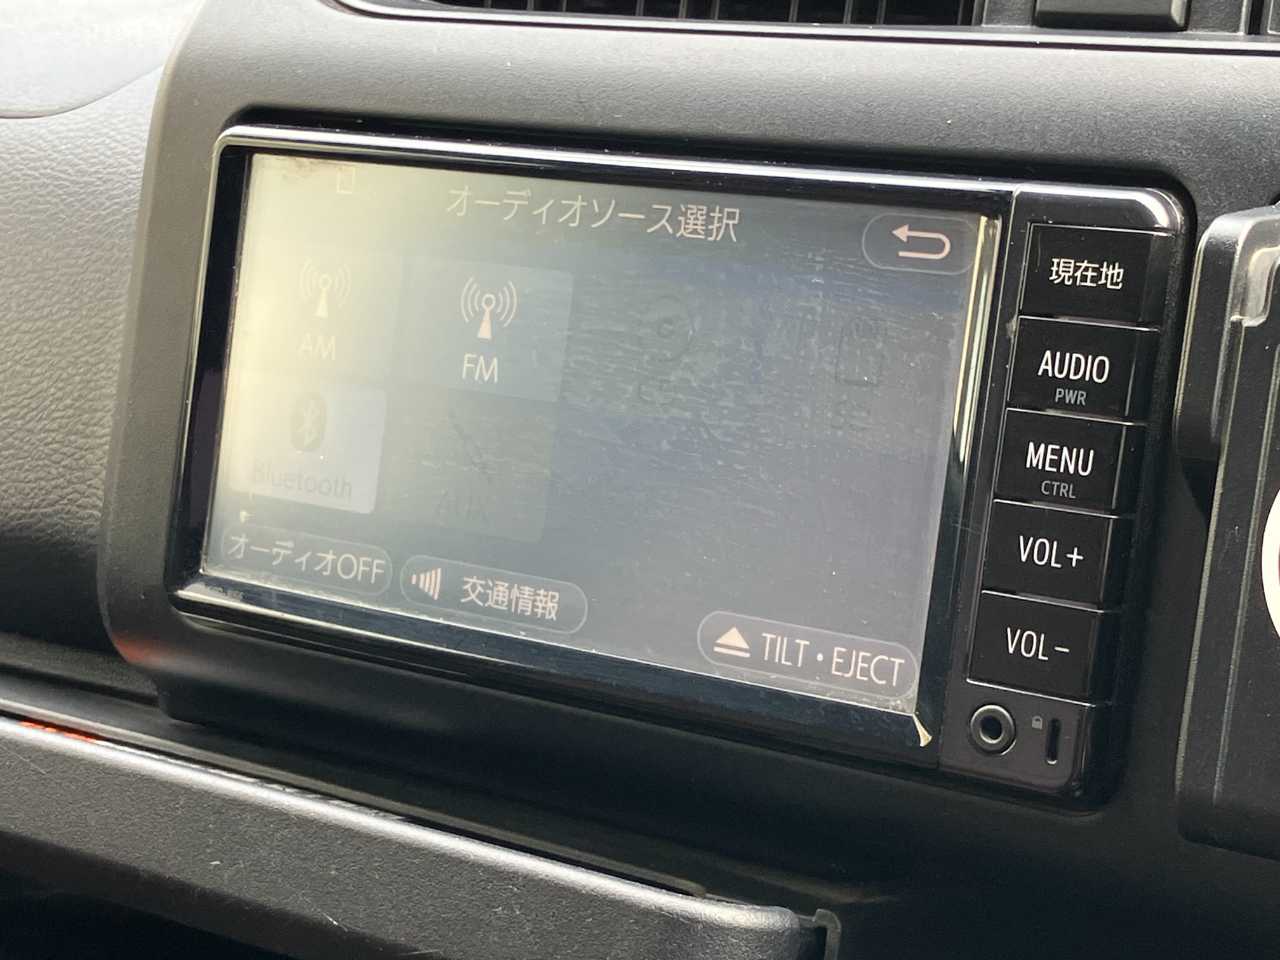 オーディオソース選択
AM
FM
Bluetooth
AUX
オーディオOFF
交通情報
TILT・EJECT
現在地
AUDIO
PWR
MENU
CTRL
VOL+
VOL-